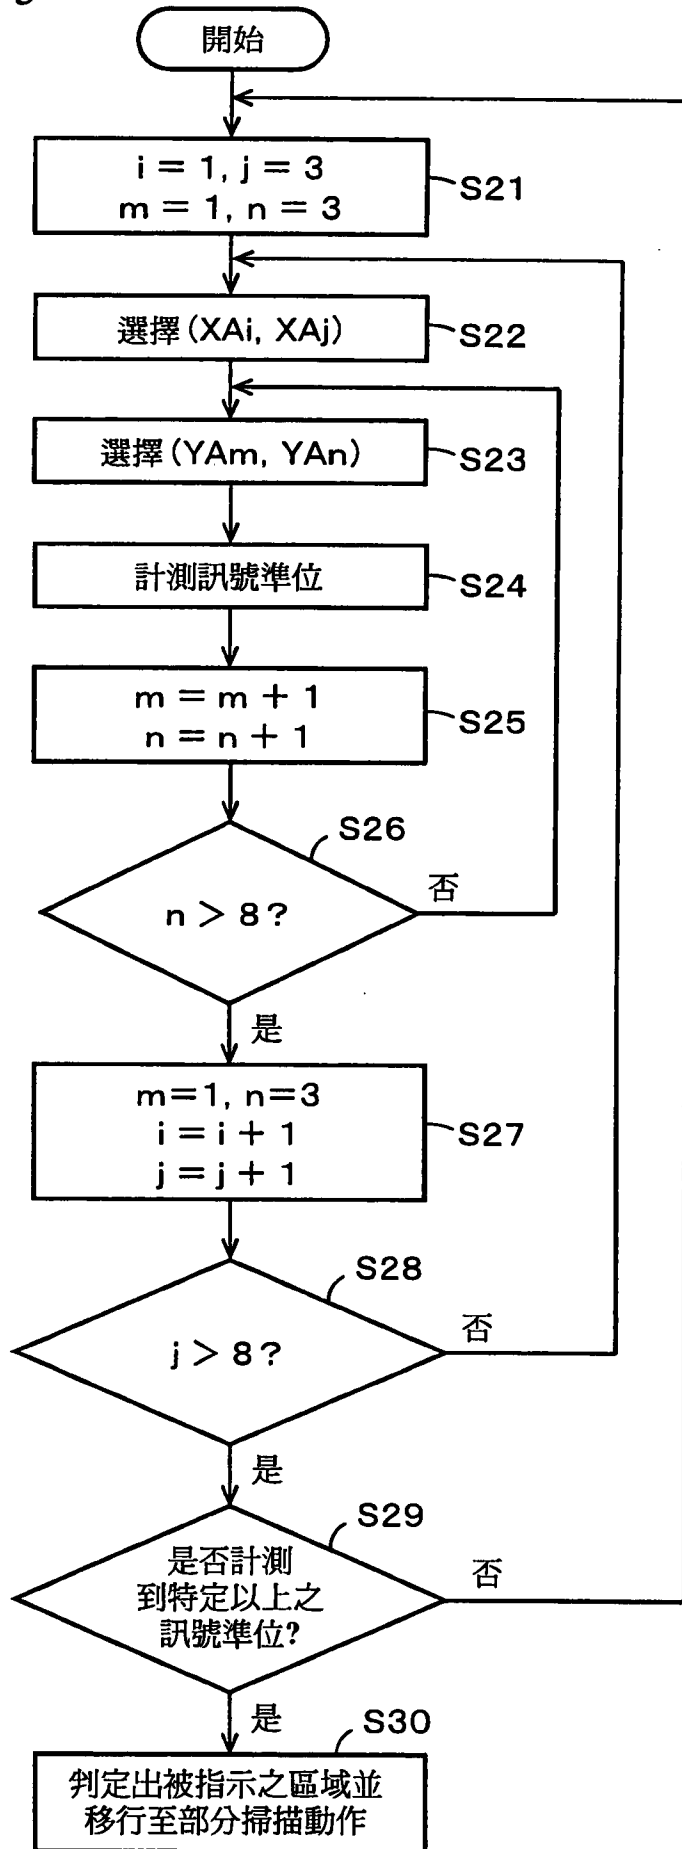 開始
i = 1, j = 3
m = 1, n = 3
S21
選擇(XAi, XAj)
S22
選擇(YAm, YAn)
S23
計測訊號準位
S24
m = m + 1
n = n + 1
S25
S26
n > 8?
否
是
m=1, n=3
i = i + 1
j = j + 1
S27
S28
j > 8?
否
是
S29
是否計測
到特定以上之
訊號準位?
否
是
S30
判定出被指示之區域並
移行至部分掃描動作